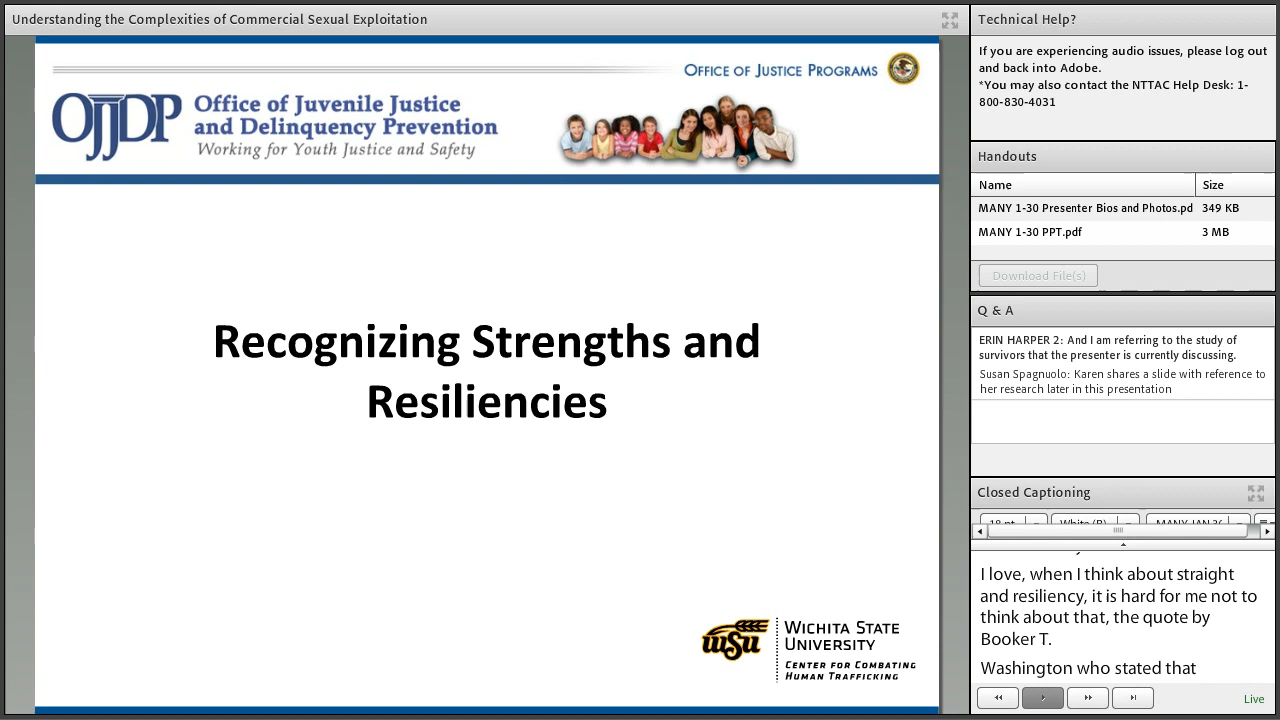 Understanding the Complexities of Commercial Sexual Exploitation
OFFICE OF JUSTICE PROGRAMS
OJJDP
Office of Juvenile Justice
and Delinquency Prevention
Working for Youth Justice and Safety
Recognizing Strengths and
Resiliencies
wsu
WICHITA STATE
UNIVERSITY
CENTER FOR COMBATING
HUMAN TRAFFICKING
Technical Help?
If you are experiencing audio issues, please log out
and back into Adobe.
*You may also contact the NTTAC Help Desk: 1-
800-830-4031
Handouts
Name Size
MANY 1-30 Presenter Bios and Photos.pd 349 KB
MANY 1-30 PPT.pdf 3 MB
Download File(s)
Q & A
ERIN HARPER 2: And I am referring to the study of
survivors that the presenter is currently discussing.
Susan Spagnuolo: Karen shares a slide with reference to
her research later in this presentation
Closed Captioning
18 pt White (B) MANY JAN
I love, when I think about straight
and resiliency, it is hard for me not to
think about that, the quote by
Booker T.
Washington who stated that
Live